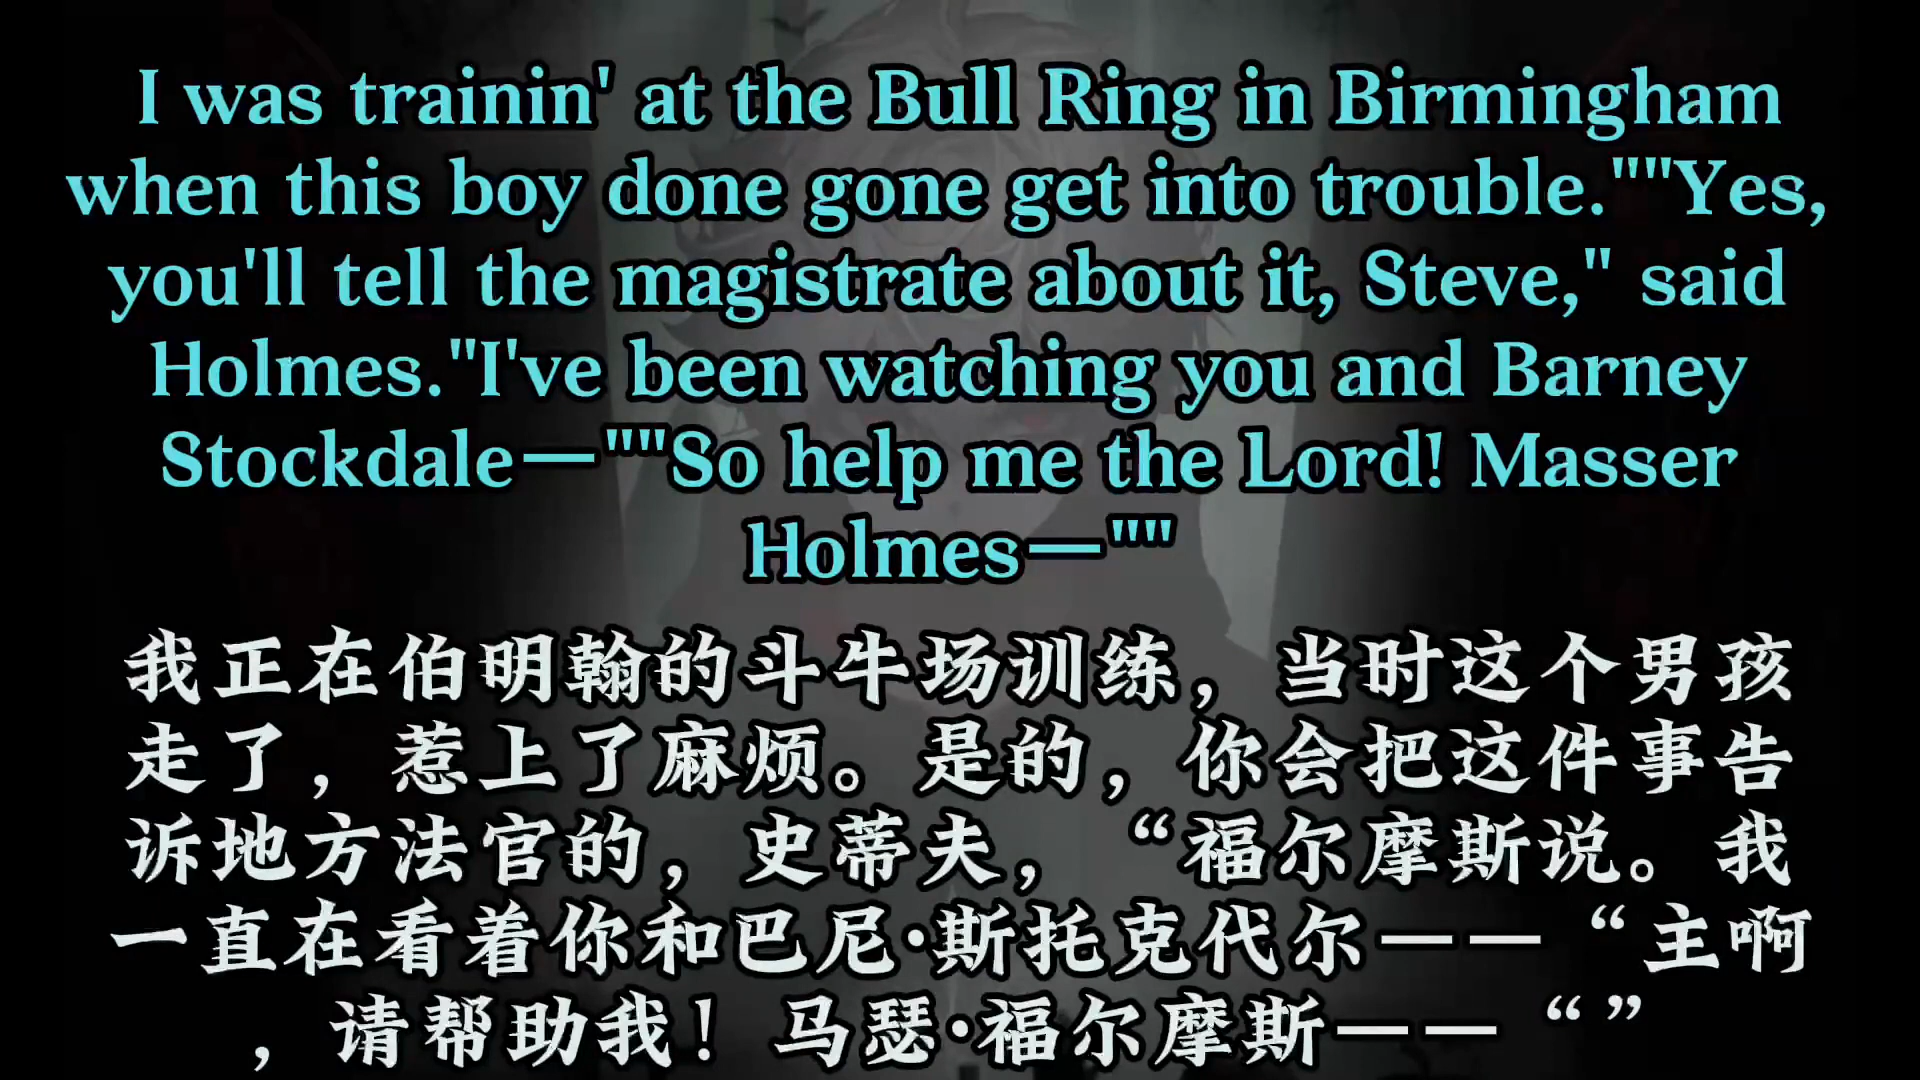 I was trainin' at the Bull Ring in Birmingham
when this boy done gone get into trouble.""Yes,
you'll tell the magistrate about it, Steve," said
Holmes."I've been watching you and Barney
Stockdale—""So help me the Lord! Masser
Holmes—""
我正在伯明翰的斗牛场训练，当时这个男孩
走了，惹上了麻烦。是的，你会把这件事告
诉地方法官的，史蒂夫，“福尔摩斯说。我
一直在看着你和巴尼·斯托克代尔——“主啊
，请帮助我！马瑟·福尔摩斯——“”